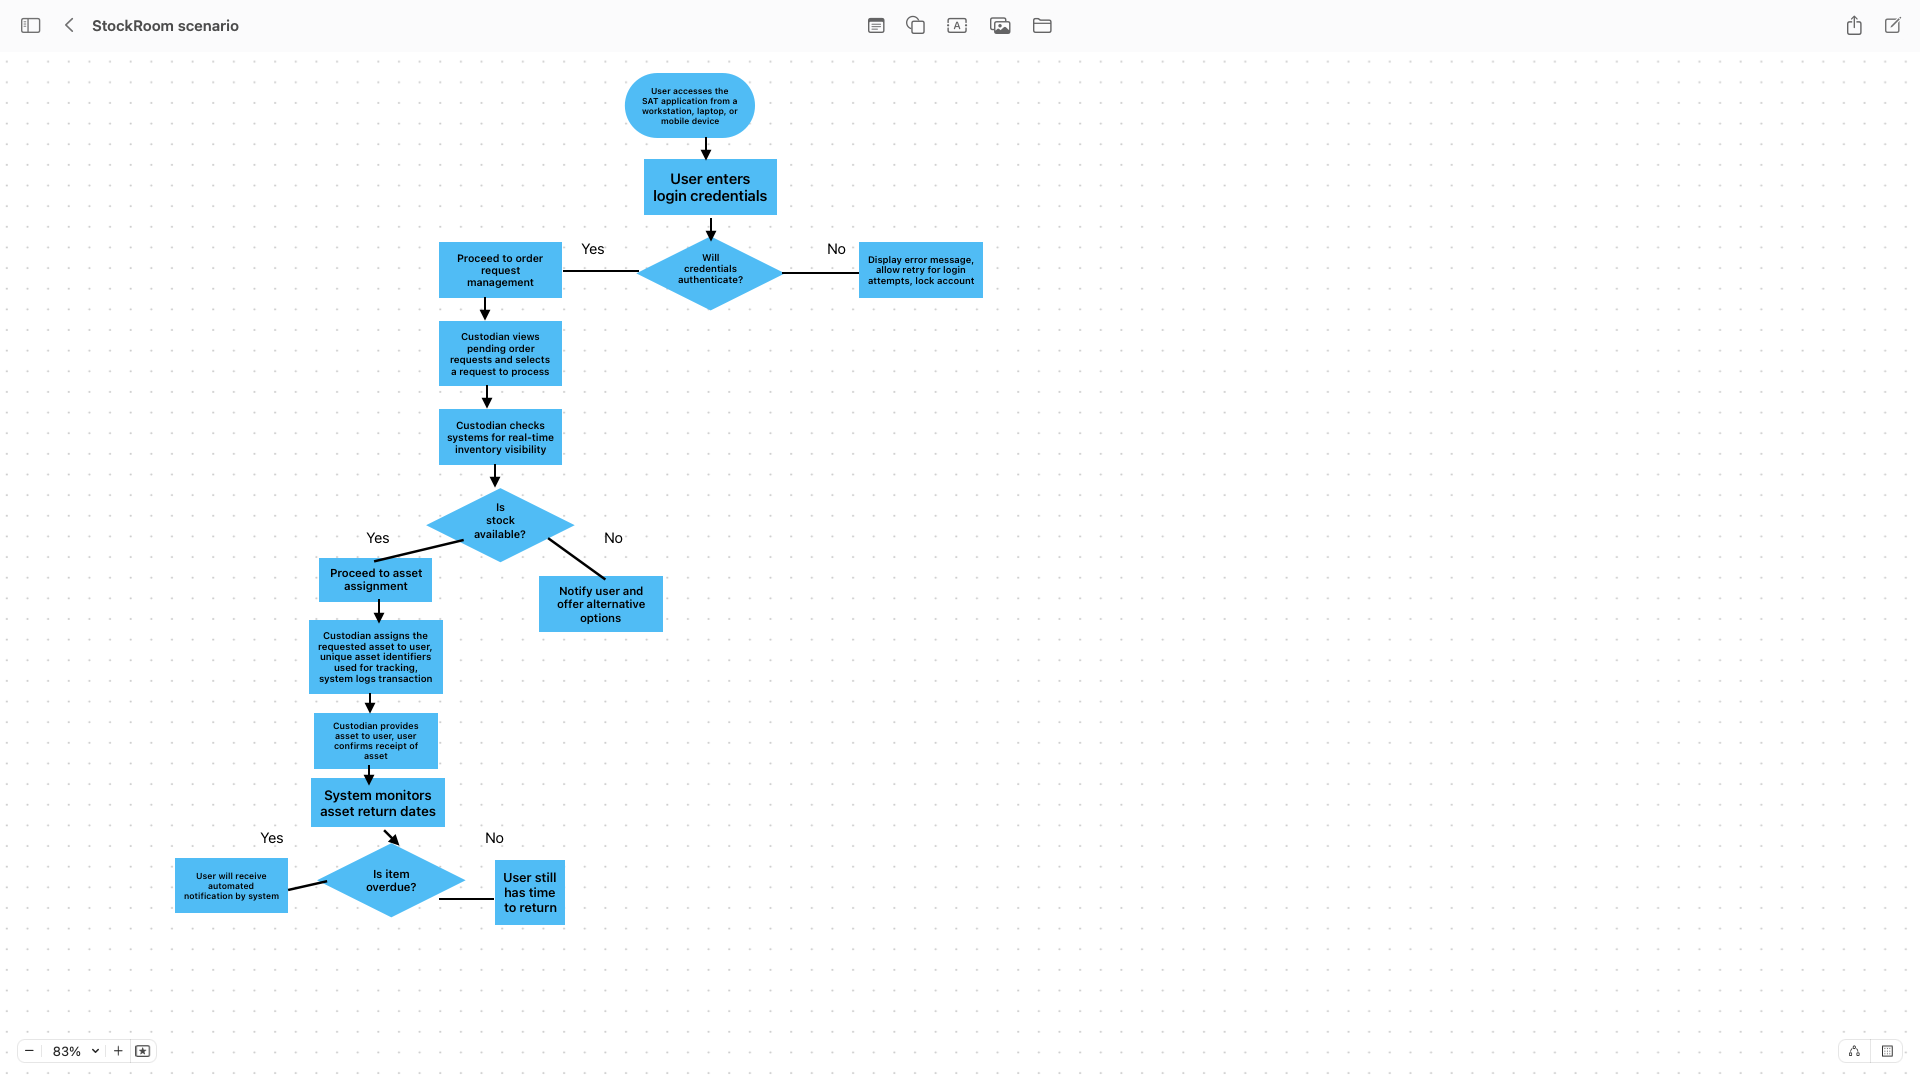 StockRoom scenario
A
User accesses the
SAT application from a
workstation, laptop, or
mobile device
User enters
login credentials
Will
credentials
authenticate?
Yes
No
Proceed to order
request
management
Display error message,
allow retry for login
attempts, lock account
Custodian views
pending order
requests and selects
a request to process
Custodian checks
systems for real-time
inventory visibility
Is
stock
available?
Yes
No
Proceed to asset
assignment
Notify user and
offer alternative
options
Custodian assigns the
requested asset to user,
unique asset identifiers
used for tracking,
system logs transaction
Custodian provides
asset to user, user
confirms receipt of
asset
System monitors
asset return dates
Yes
No
Is item
overdue?
User will receive
automated
notification by system
User still
has time
to return
83%